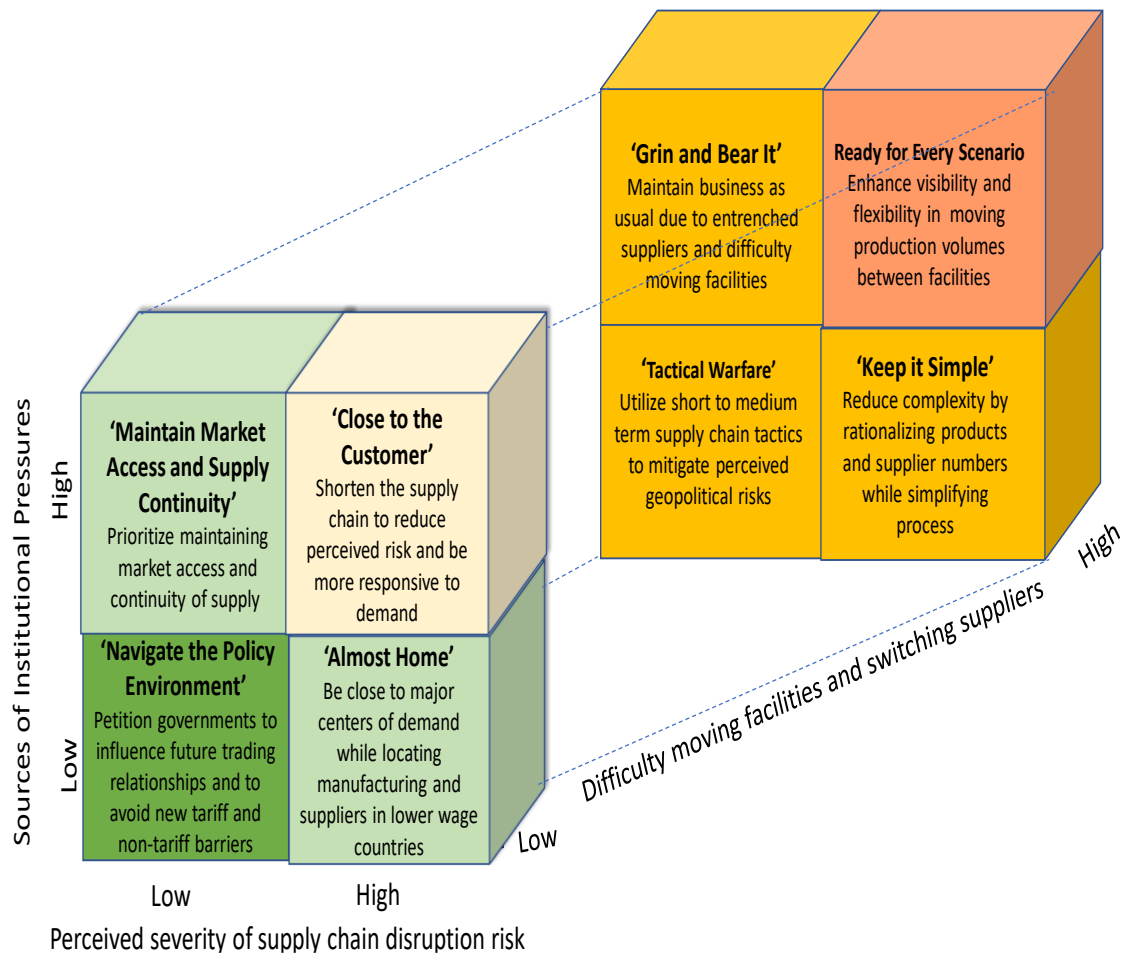 'Grin and Bear It'
Maintain business as
usual due to entrenched
suppliers and difficulty
moving facilities
Ready for Every Scenario
Enhance visibility and
flexibility in moving
production volumes
between facilities
'Tactical Warfare'
Utilize short to medium
term supply chain tactics
to mitigate perceived
geopolitical risks
'Keep it Simple'
Reduce complexity by
rationalizing products
and supplier numbers
while simplifying
process
'Maintain Market
Access and Supply
Continuity'
Prioritize maintaining
market access and
continuity of supply
'Close to the
Customer'
Shorten the supply
chain to reduce
perceived risk and be
more responsive to
demand
'Navigate the Policy
Environment'
Petition governments to
influence future trading
relationships and to
avoid new tariff and
non-tariff barriers
'Almost Home'
Be close to major
centers of demand
while locating
manufacturing and
suppliers in lower wage
countries
Sources of Institutional Pressures
High
Low
Low
High
Perceived severity of supply chain disruption risk
Low
Difficulty moving facilities and switching suppliers
High